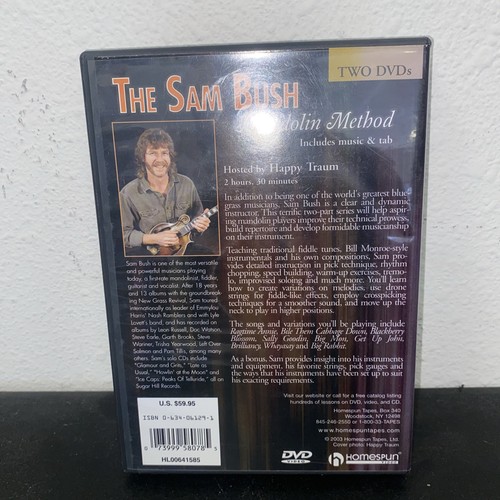 TWO DVDs
THE SAM BUSH
Mandolin Method
Includes music & tab
Hosted by Happy Traum
2 hours. 30 minutes
In addition to being one of the world's greatest blue-
grass musicians, Sam Bush is a clear and dynamic
instructor. This terrific two-part series will help aspir-
ing mandolin players improve their technical prowess,
build repertoire and develop formidable musicianship
on their instrument.
Teaching traditional fiddle tunes, Bill Monroe-style
instrumentals and his own compositions, Sam pro-
vides detailed instruction in pick technique, rhythm
chopping, speed building, warm-up exercises, tremo-
lo, improvised soloing and much more. You'll learn
how to create variations on melodies, use drone
strings for fiddle-like effects, employ crosspicking
techniques for a smoother sound, and move up the
neck to play in higher positions.
The songs and variations you'll be playing include
Ragtime Annie, Bile Them Cabbage Down, Blackberry
Blossom, Sally Goodin, Big Mon, Get Up John,
Brilliancy, Wheyway and Big Rabbit.
As a bonus, Sam provides insight into his instruments
and equipment, his favorite strings, pick gauges and
the ways that his instruments have been set up to suit
his exacting requirements.
Sam Bush is one of the most versatile
and powerful musicians playing
today, a first-rate mandolinist, fiddler,
guitarist and vocalist. After 18 years
and 13 albums with the groundbreak-
ing New Grass Revival, Sam toured
internationally as leader of Emmylou
Harris' Nash Ramblers and with Lyle
Lovett's band, and has recorded on
albums by Leon Russell, Doc Watson,
Steve Earle, Garth Brooks, Steve
Wariner, Trisha Yearwood, Left Over
Salmon and Pam Tillis, among many
others. Sam's solo CDs include
"Glamour and Grits," "Late as
Usual," "Howlin' at the Moon" and
"Ice Caps: Peaks Of Telluride," all on
Sugar Hill Records.
U.S. $59.95
ISBN 0-634-06129-1
8 73999 58078 5
HL00641585
Visit our website or call for a free catalog listing
hundreds of lessons on DVD, video, and CD.
Homespun Tapes, Box 340
Woodstock, NY 12498
845-246-2550 or 1-800-33-TAPES
www.homespuntapes.com
© 2003 Homespun Tapes, Ltd.
Cover photo: Happy Traum
DVD
VIDEO
HOMESPUN
VIDEO